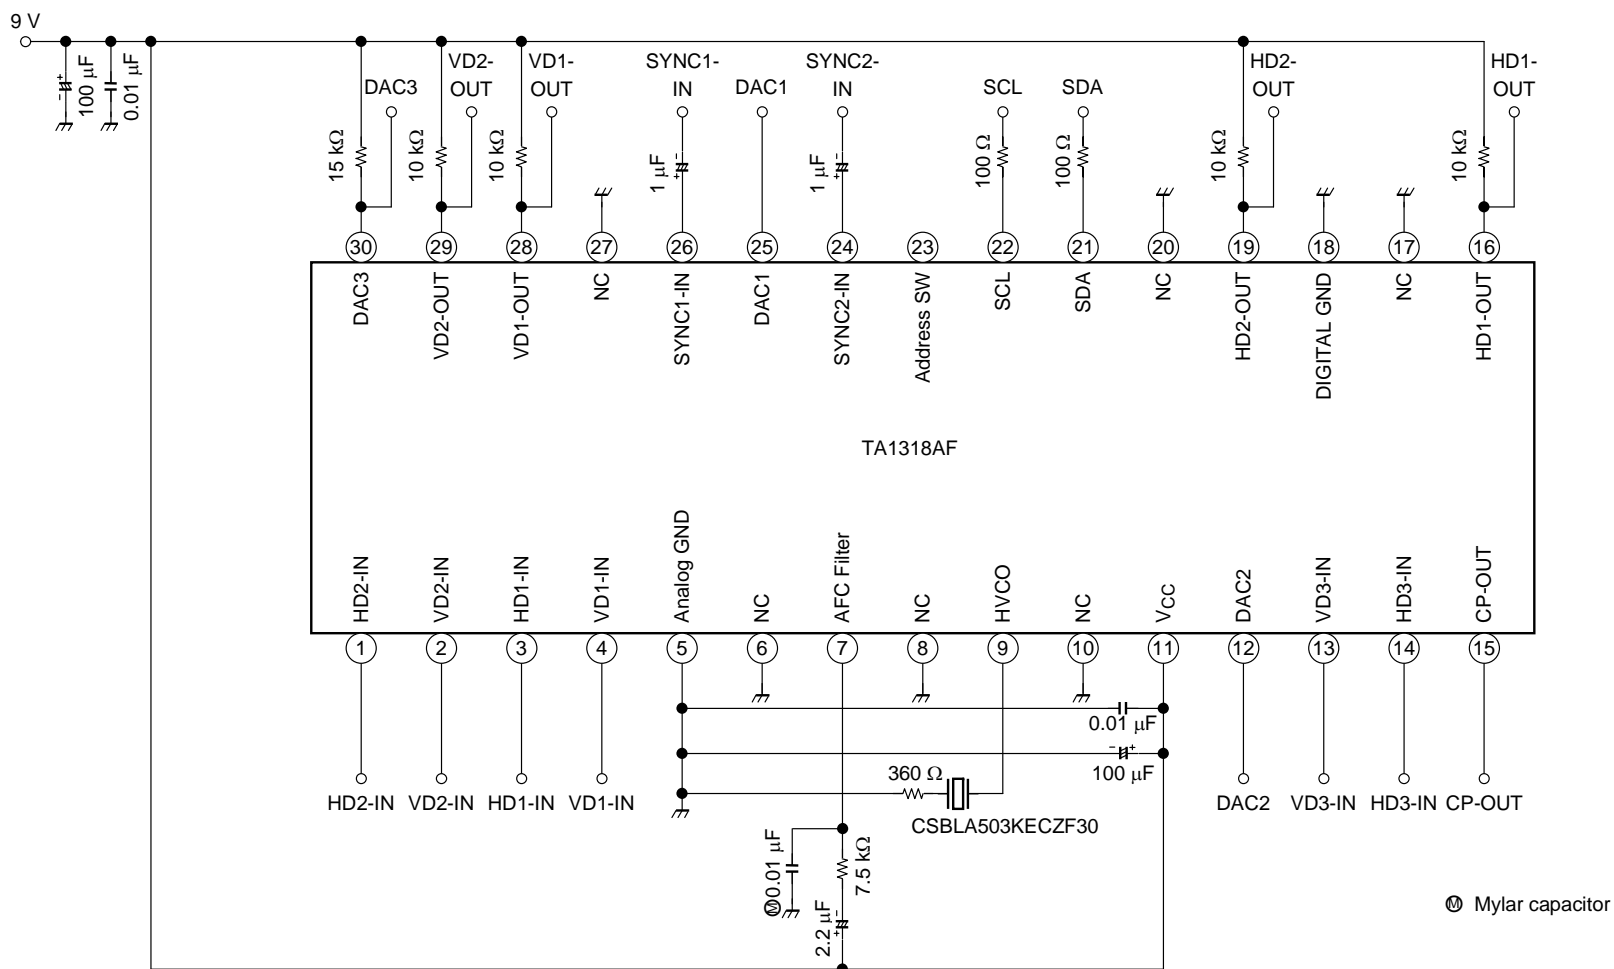 9 V
100 µF
0.01 µF
DAC3
VD2-
OUT
VD1-
OUT
SYNC1-
IN
DAC1
SYNC2-
IN
SCL
SDA
HD2-
OUT
HD1-
OUT
15 kΩ
10 kΩ
10 kΩ
1 µF
1 µF
100 Ω
100 Ω
10 kΩ
10 kΩ
30
29
28
27
26
25
24
23
22
21
20
19
18
17
16
DAC3
VD2-OUT
VD1-OUT
NC
SYNC1-IN
DAC1
SYNC2-IN
Address SW
SCL
SDA
NC
HD2-OUT
DIGITAL GND
NC
HD1-OUT
TA1318AF
HD2-IN
VD2-IN
HD1-IN
VD1-IN
Analog GND
NC
AFC Filter
NC
HVCO
NC
VCC
DAC2
VD3-IN
HD3-IN
CP-OUT
1
2
3
4
5
6
7
8
9
10
11
12
13
14
15
0.01 µF
100 µF
360 Ω
CSBLA503KECZF30
HD2-IN
VD2-IN
HD1-IN
VD1-IN
DAC2
VD3-IN
HD3-IN
CP-OUT
Ⓜ0.01 µF
7.5 kΩ
2.2 µF
Ⓜ Mylar capacitor